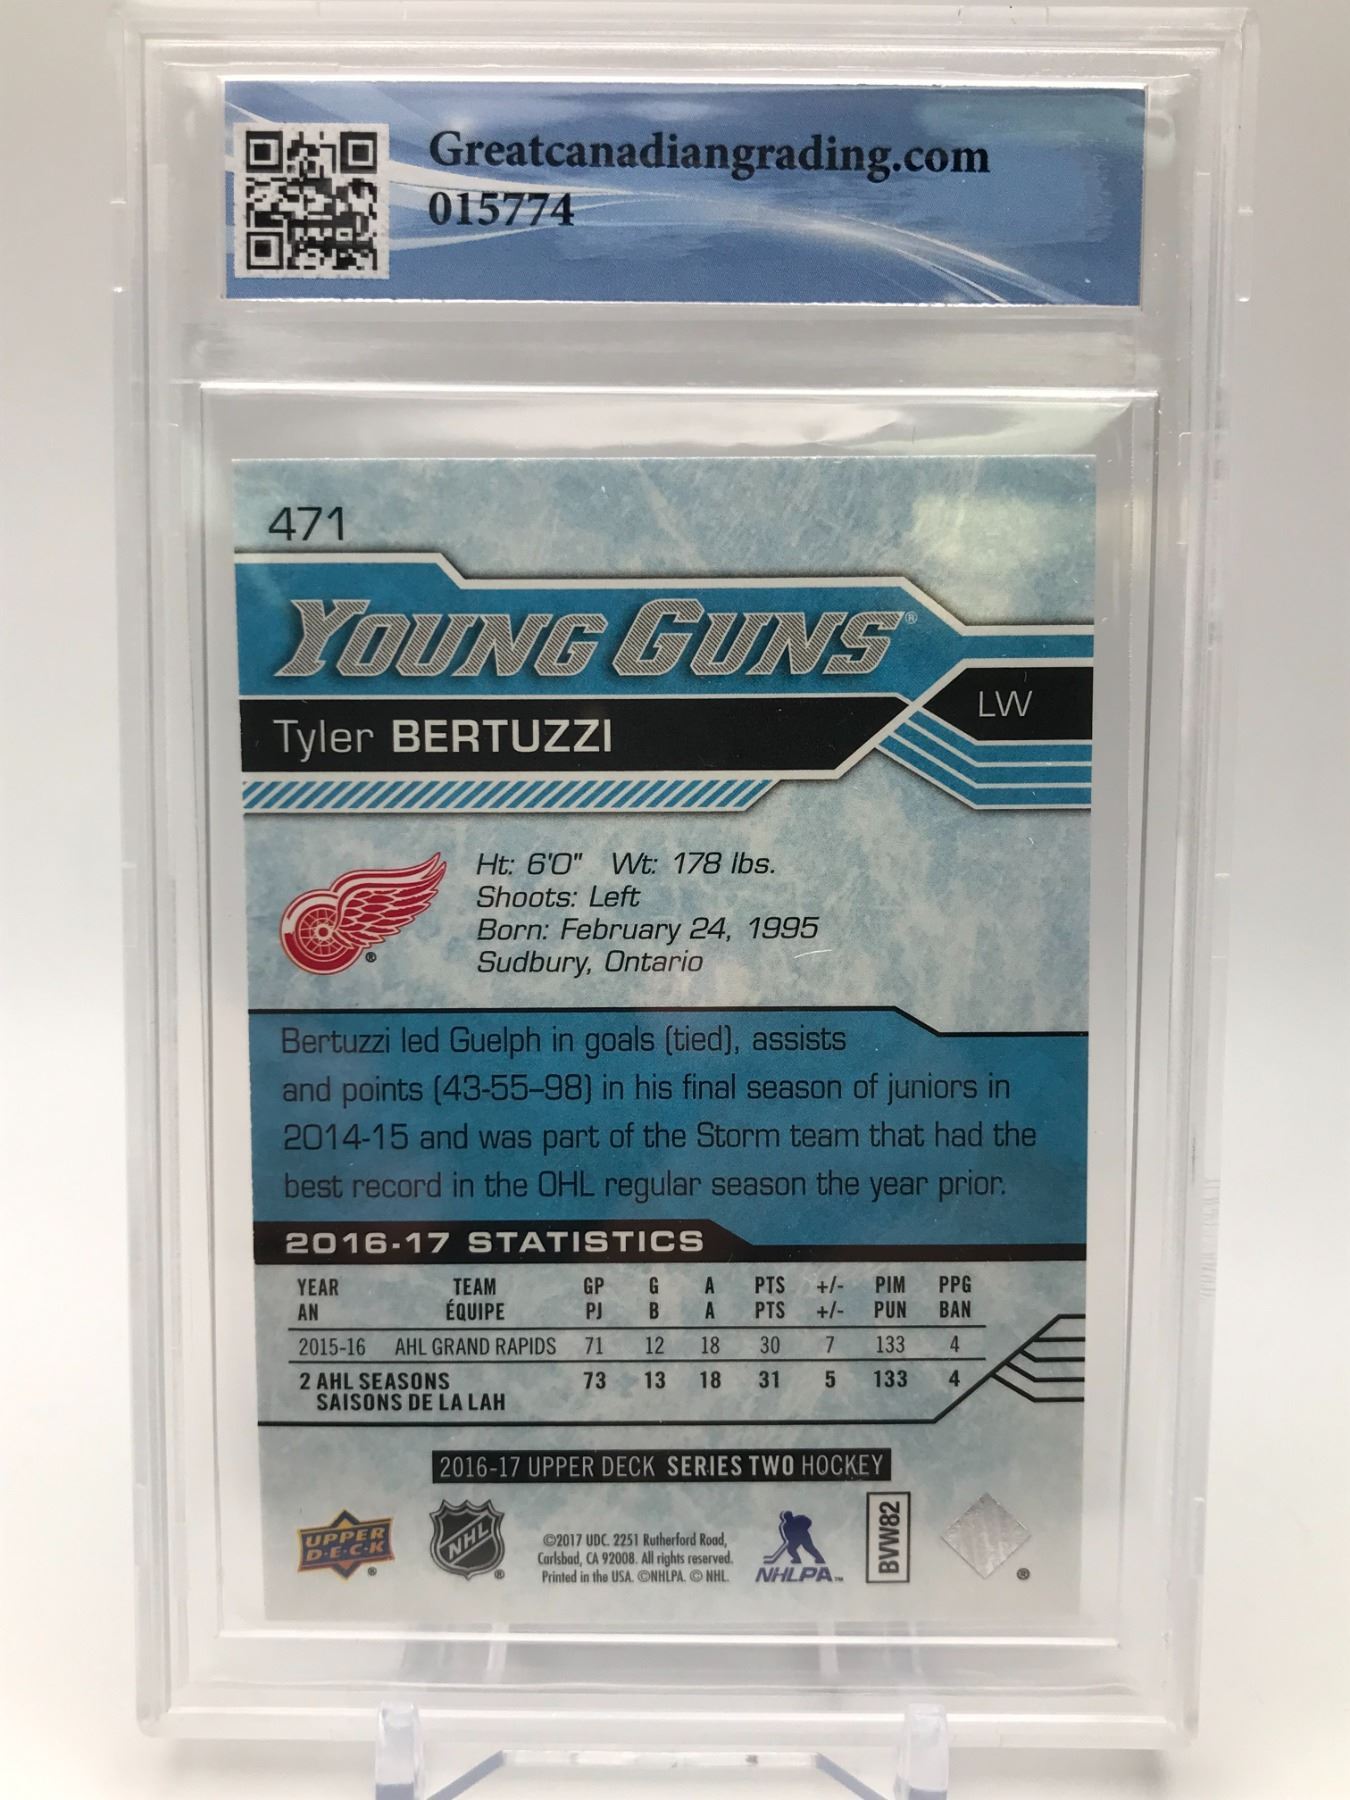 Greatcanadiangrading.com
015774
471
YOUNG GUNS®
LW
Tyler BERTUZZI
Ht: 6'0" Wt: 178 lbs.
Shoots: Left
Born: February 24, 1995
Sudbury, Ontario
®
Bertuzzi led Guelph in goals (tied), assists
and points (43-55–98) in his final season of juniors in
2014-15 and was part of the Storm team that had the
best record in the OHL regular season the year prior.
2016-17 STATISTICS
YEAR TEAM GP G A PTS +/- PIM PPG
AN ÉQUIPE PJ B A PTS +/- PUN BAN
2015-16 AHL GRAND RAPIDS 71 12 18 30 7 133 4
2 AHL SEASONS 73 13 18 31 5 133 4
SAISONS DE LA LAH
2016-17 UPPER DECK SERIES TWO HOCKEY
UPPER
D·E·C·K
®
NHL
®
©2017 UDC. 2251 Rutherford Road,
Carlsbad, CA 92008. All rights reserved.
Printed in the USA. ©NHLPA. © NHL.
NHLPA™
BVW82
®